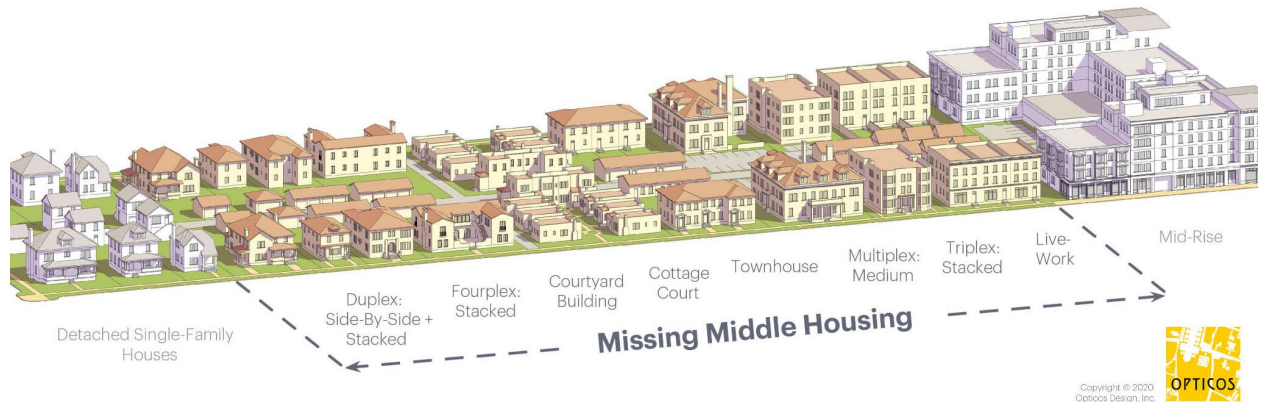 Detached Single-Family
Houses
Duplex:
Side-By-Side +
Stacked
Fourplex:
Stacked
Courtyard
Building
Cottage
Court
Townhouse
Multiplex:
Medium
Triplex:
Stacked
Live-
Work
Mid-Rise
Missing Middle Housing
Copyright © 2020
Opticos Design, Inc.
OPTICOS